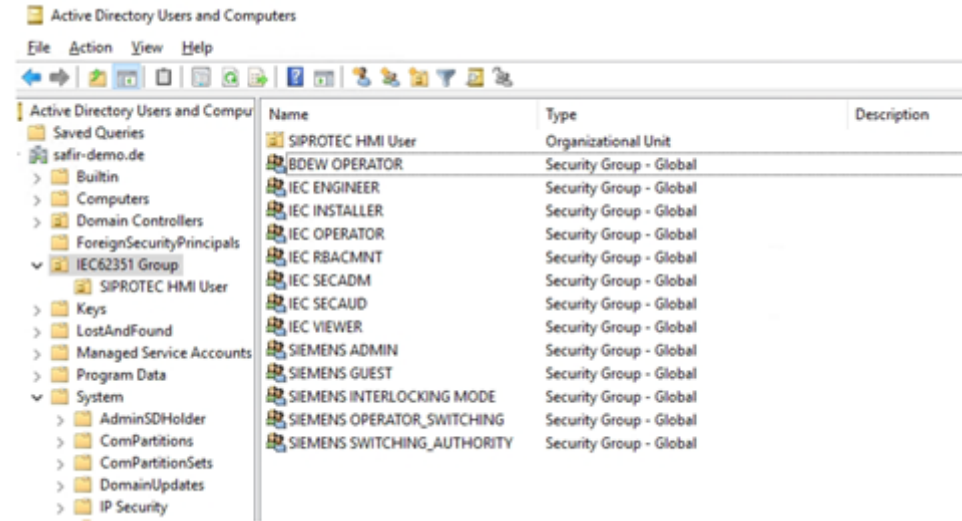 Active Directory Users and Computers
File Action View Help
Active Directory Users and Compu
Saved Queries
safir-demo.de
Builtin
Computers
Domain Controllers
ForeignSecurityPrincipals
IEC62351 Group
SIPROTEC HMI User
Keys
LostAndFound
Managed Service Accounts
Program Data
System
AdminSDHolder
ComPartitions
ComPartitionSets
DomainUpdates
IP Security
Name Type Description
SIPROTEC HMI User Organizational Unit
BDEW OPERATOR Security Group - Global
IEC ENGINEER Security Group - Global
IEC INSTALLER Security Group - Global
IEC OPERATOR Security Group - Global
IEC RBACMNT Security Group - Global
IEC SECADM Security Group - Global
IEC SECAUD Security Group - Global
IEC VIEWER Security Group - Global
SIEMENS ADMIN Security Group - Global
SIEMENS GUEST Security Group - Global
SIEMENS INTERLOCKING MODE Security Group - Global
SIEMENS OPERATOR_SWITCHING Security Group - Global
SIEMENS SWITCHING_AUTHORITY Security Group - Global